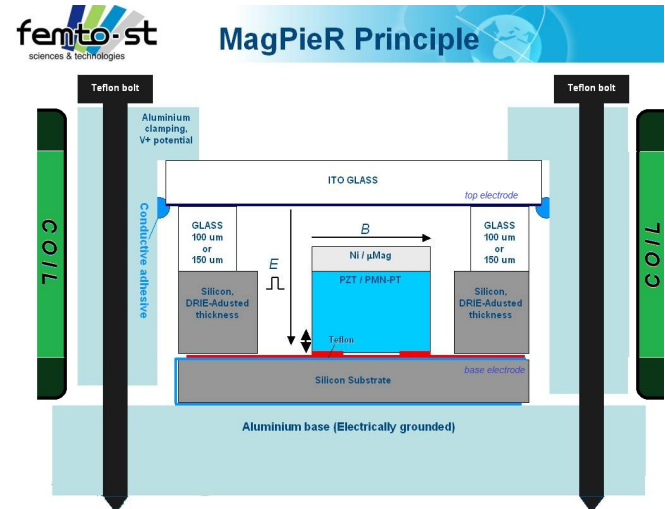 femto-st
sciences & technologies
MagPieR Principle
Teflon bolt
Teflon bolt
Aluminium
clamping,
V+ potential
ITO GLASS
top electrode
Conductive adhesive
COIL
COIL
GLASS
100 um
or
150 um
B
E
GLASS
100 um
or
150 um
Ni / µMag
PZT / PMN-PT
Silicon,
DRIE-Adusted
thickness
Silicon,
DRIE-Adusted
thickness
Teflon
base electrode
Silicon Substrate
Aluminium base (Electrically grounded)